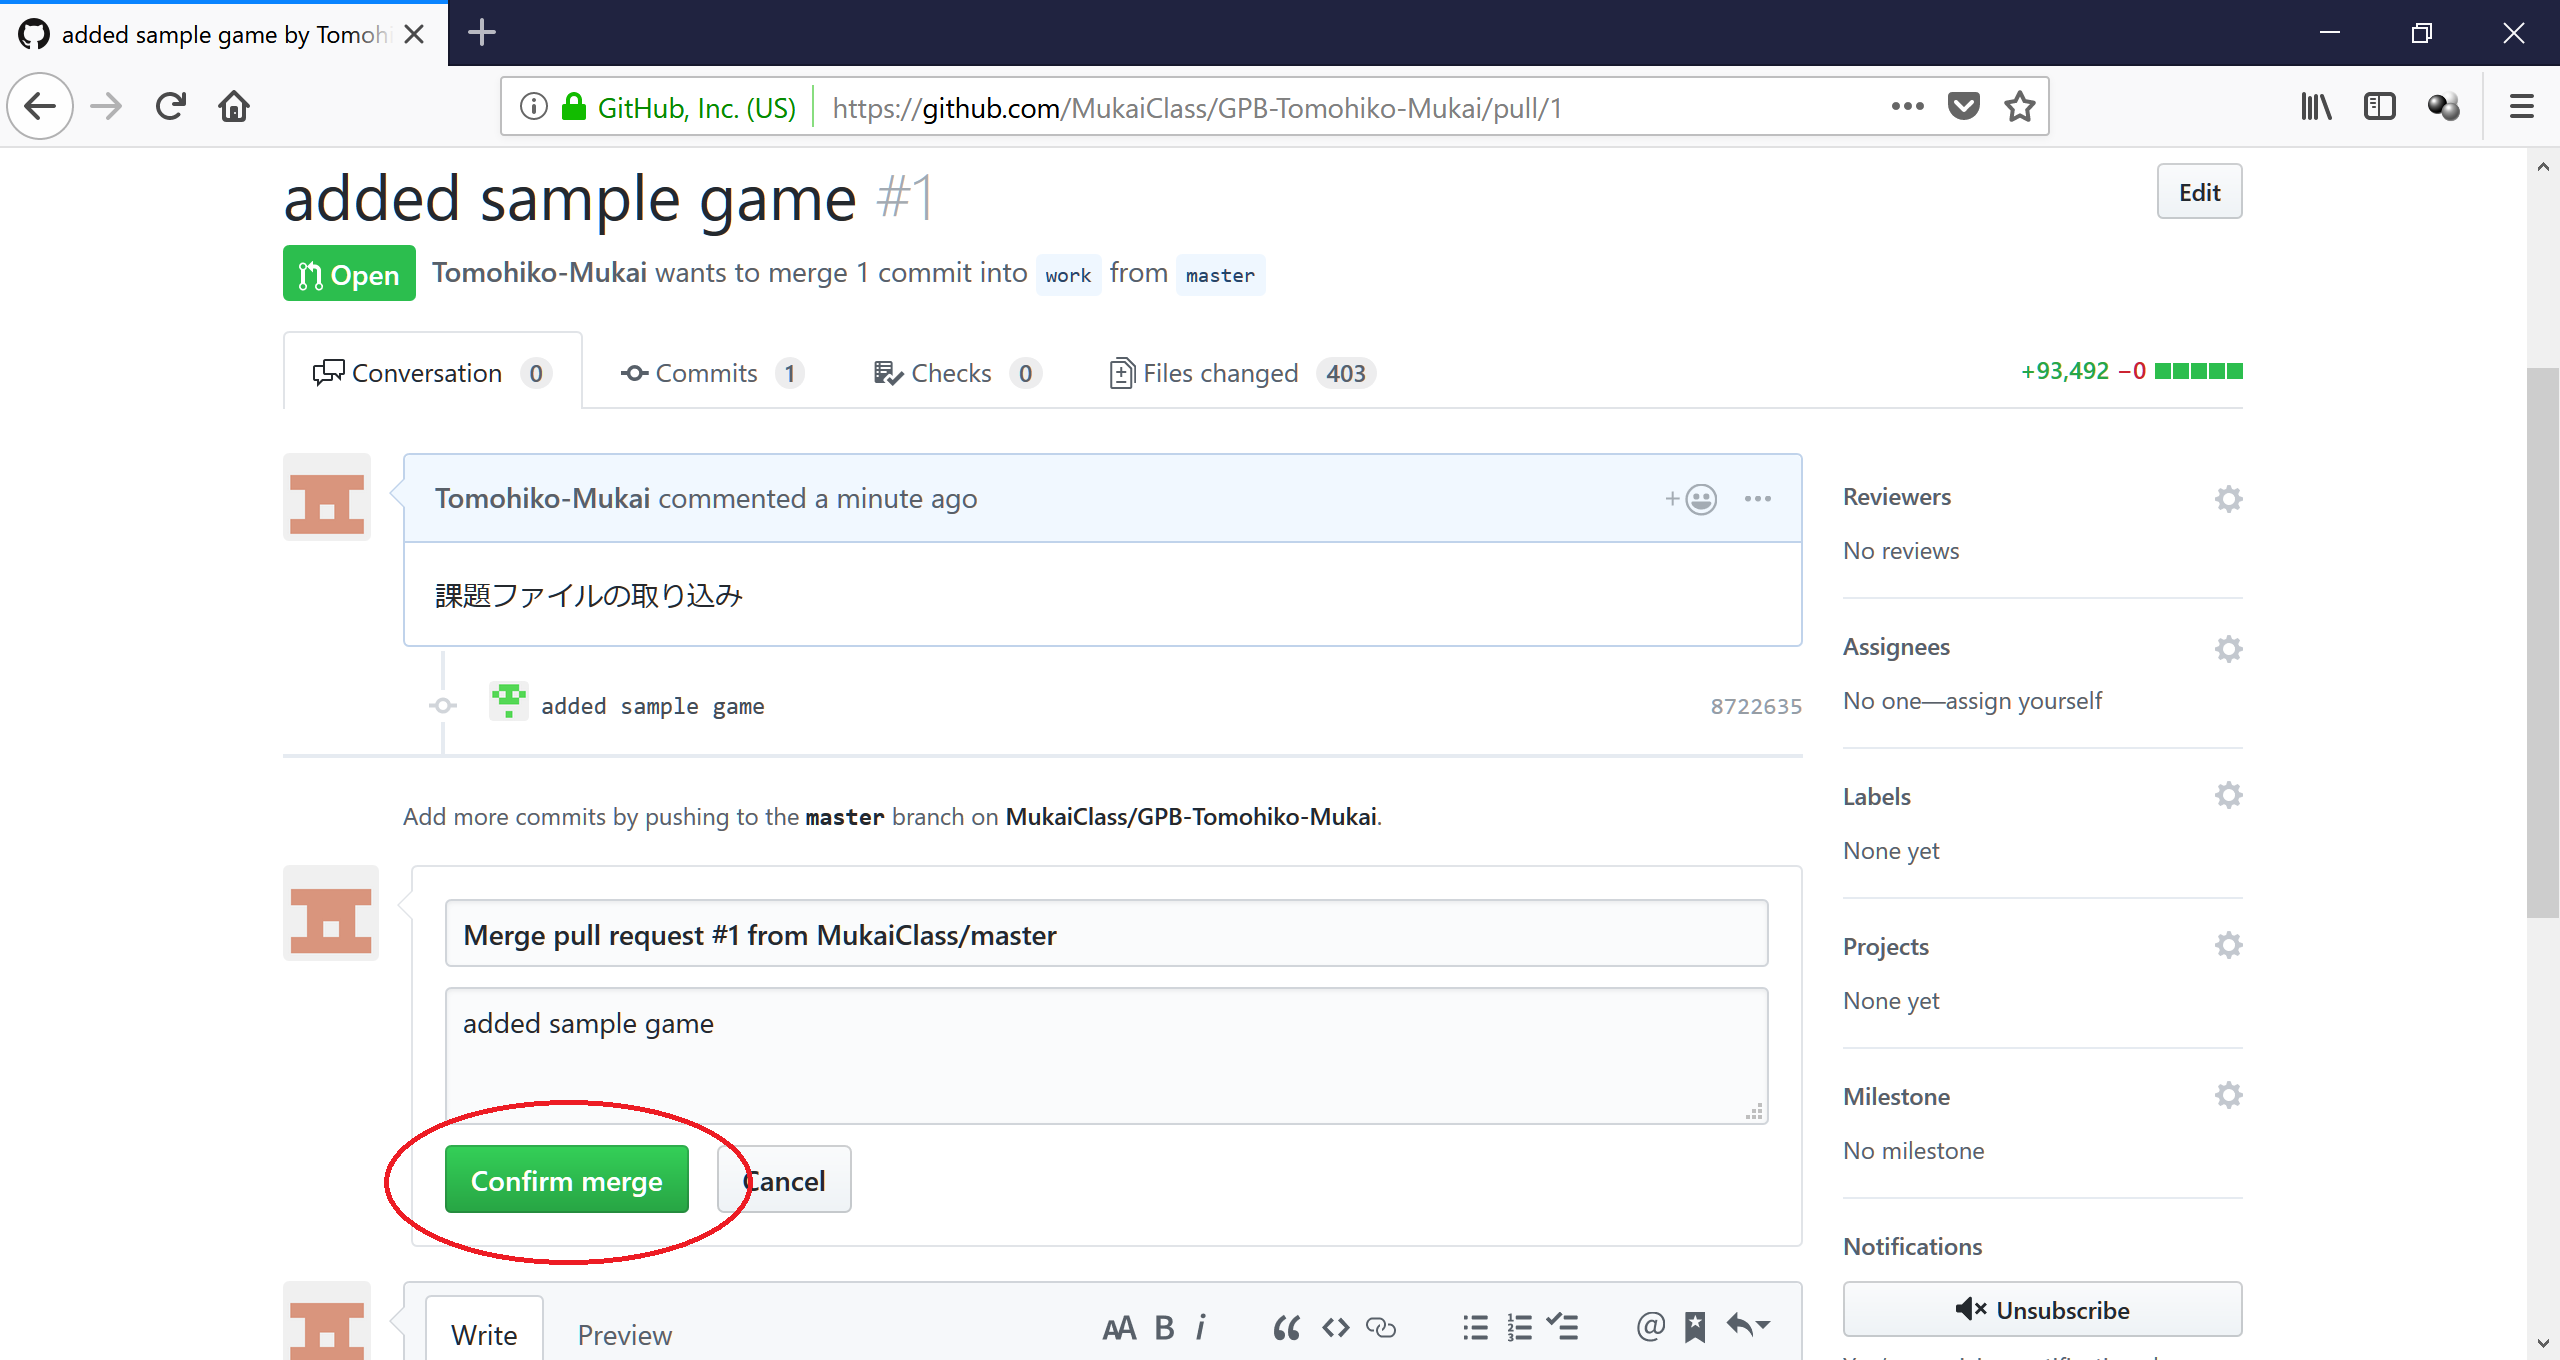 added sample game by Tomohi
GitHub, Inc. (US) https://github.com/MukaiClass/GPB-Tomohiko-Mukai/pull/1
added sample game #1
Edit
Open Tomohiko-Mukai wants to merge 1 commit into work from master
Conversation 0 Commits 1 Checks 0 Files changed 403 +93,492 −0
Tomohiko-Mukai commented a minute ago
課題ファイルの取り込み
added sample game 8722635
Add more commits by pushing to the master branch on MukaiClass/GPB-Tomohiko-Mukai.
Merge pull request #1 from MukaiClass/master
added sample game
Confirm merge Cancel
Write Preview
Reviewers
No reviews
Assignees
No one—assign yourself
Labels
None yet
Projects
None yet
Milestone
No milestone
Notifications
Unsubscribe